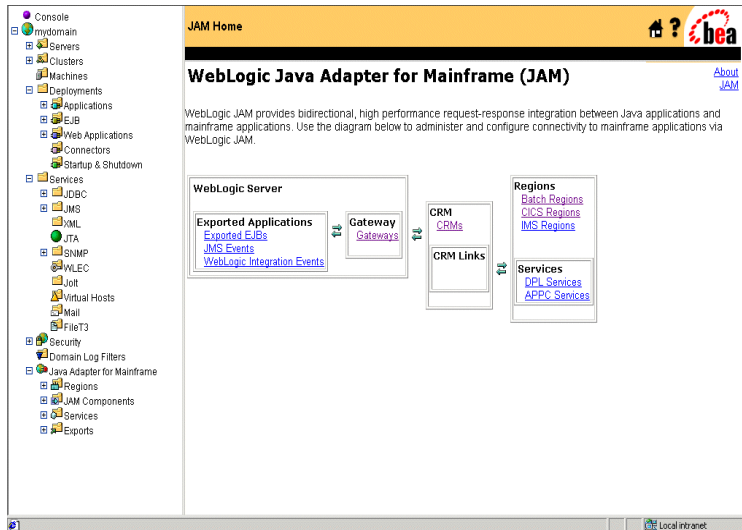 Console
mydomain
Servers
Clusters
Machines
Deployments
Applications
EJB
Web Applications
Connectors
Startup & Shutdown
Services
JDBC
JMS
XML
JTA
SNMP
WLEC
Jolt
Virtual Hosts
Mail
FileT3
Security
Domain Log Filters
Java Adapter for Mainframe
Regions
JAM Components
Services
Exports
JAM Home
?
bea
WebLogic Java Adapter for Mainframe (JAM)
About
JAM
WebLogic JAM provides bidirectional, high performance request-response integration between Java applications and
mainframe applications. Use the diagram below to administer and configure connectivity to mainframe applications via
WebLogic JAM.
WebLogic Server
Exported Applications
Exported EJBs
JMS Events
WebLogic Integration Events
Gateway
Gateways
CRM
CRMs
CRM Links
Regions
Batch Regions
CICS Regions
IMS Regions
Services
DPL Services
APPC Services
Local intranet